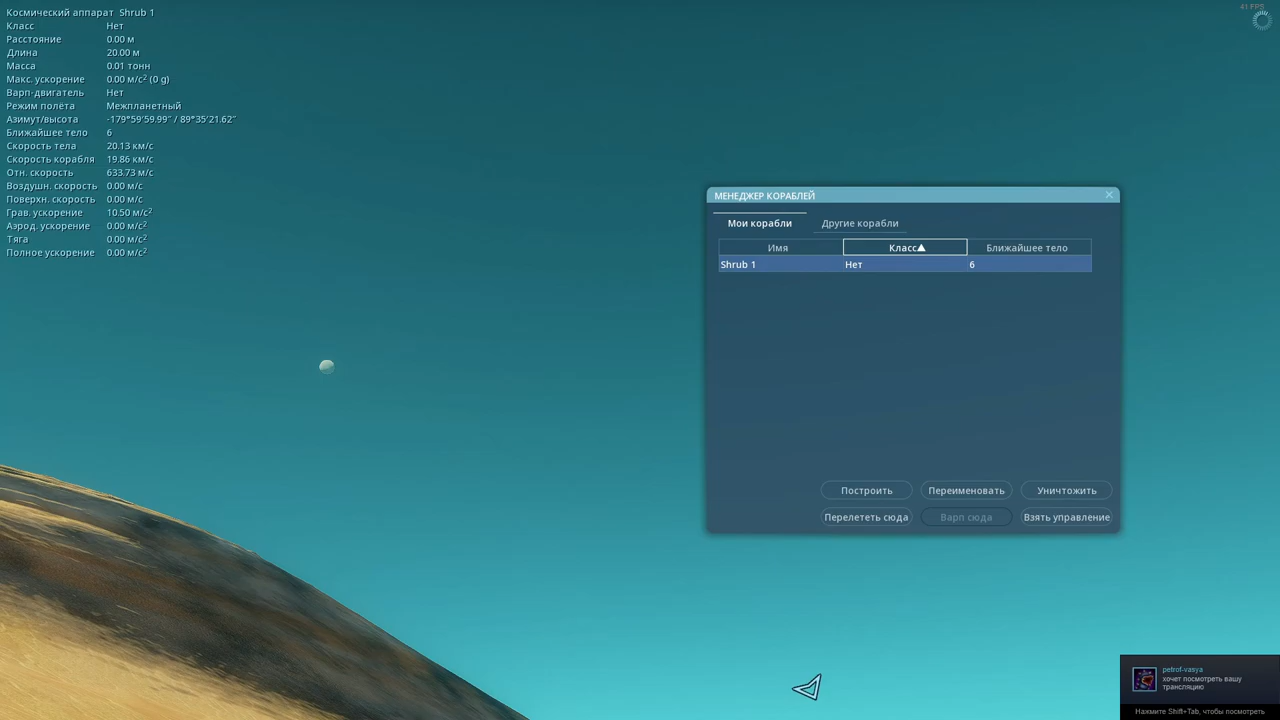 41 FPS
Космический аппарат Shrub 1
Класс Нет
Расстояние 0.00 м
Длина 20.00 м
Масса 0.01 тонн
Макс. ускорение 0.00 м/с² (0 g)
Варп-двигатель Нет
Режим полёта Межпланетный
Азимут/высота -179°59'59.99" / 89°35'21.62"
Ближайшее тело 6
Скорость тела 20.13 км/с
Скорость корабля 19.86 км/с
Отн. скорость 633.73 м/с
Воздушн. скорость 0.00 м/с
Поверхн. скорость 0.00 м/с
Грав. ускорение 10.50 м/с²
Аэрод. ускорение 0.00 м/с²
Тяга 0.00 м/с²
Полное ускорение 0.00 м/с²
МЕНЕДЖЕР КОРАБЛЕЙ
Мои корабли Другие корабли
Имя Класс▲ Ближайшее тело
Shrub 1 Нет 6
Построить Переименовать Уничтожить
Перелететь сюда Варп сюда Взять управление
petrof-vasya
хочет посмотреть вашу
трансляцию
Нажмите Shift+Tab, чтобы посмотреть